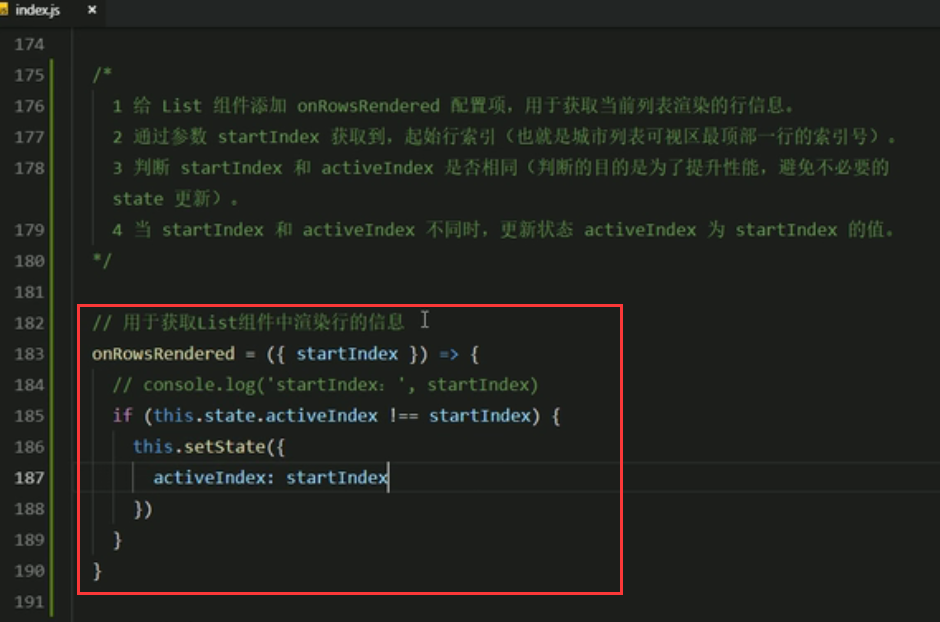 index.js ×
174
175 /*
176 1 给 List 组件添加 onRowsRendered 配置项，用于获取当前列表渲染的行信息。
177 2 通过参数 startIndex 获取到，起始行索引（也就是城市列表可视区最顶部一行的索引号）。
178 3 判断 startIndex 和 activeIndex 是否相同（判断的目的是为了提升性能，避免不必要的
state 更新）。
179 4 当 startIndex 和 activeIndex 不同时，更新状态 activeIndex 为 startIndex 的值。
180 */
181
182 // 用于获取List组件中渲染行的信息
183 onRowsRendered = ({ startIndex }) => {
184 // console.log('startIndex：', startIndex)
185 if (this.state.activeIndex !== startIndex) {
186 this.setState({
187 activeIndex: startIndex
188 })
189 }
190 }
191